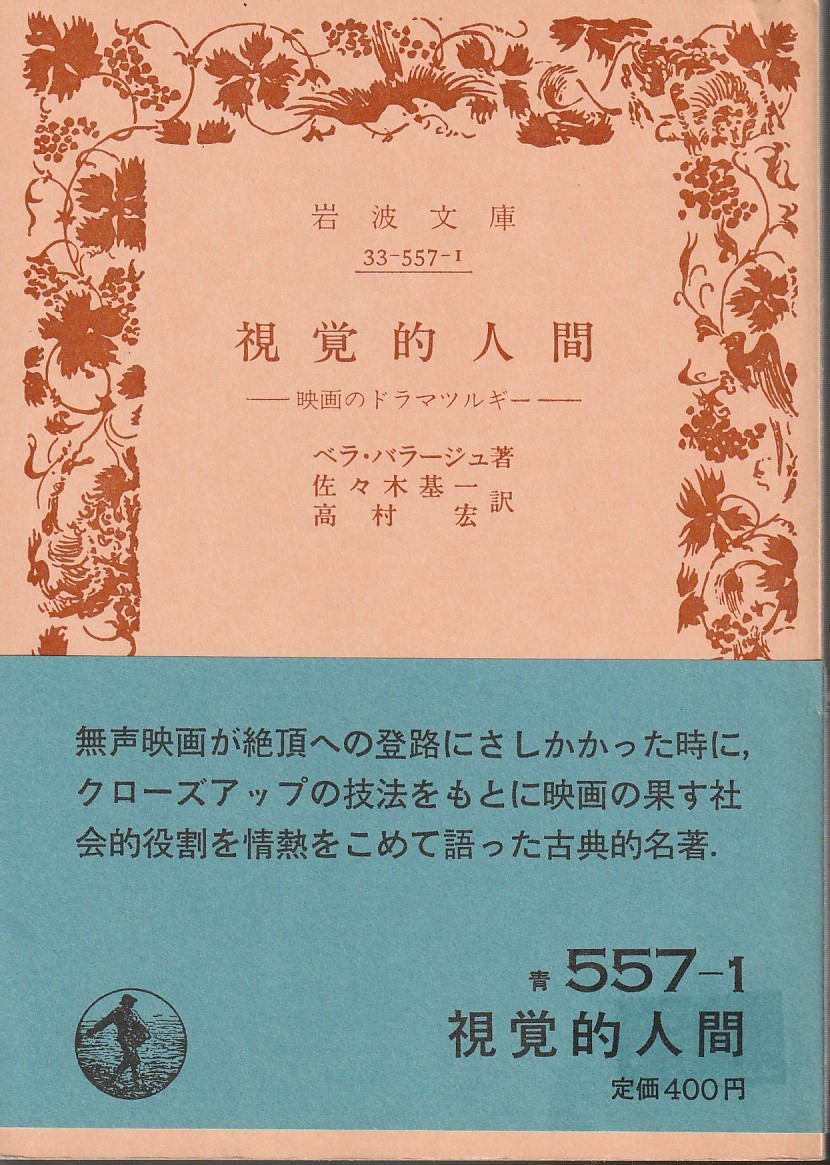 岩波文庫
33-557-1
視覚的人間
——映画のドラマツルギー——
ベラ・バラージュ著
佐々木基一
高村宏 訳
無声映画が絶頂への登路にさしかかった時に,
クローズアップの技法をもとに映画の果す社
会的役割を情熱をこめて語った古典的名著.
青 557-1
視覚的人間
定価400円